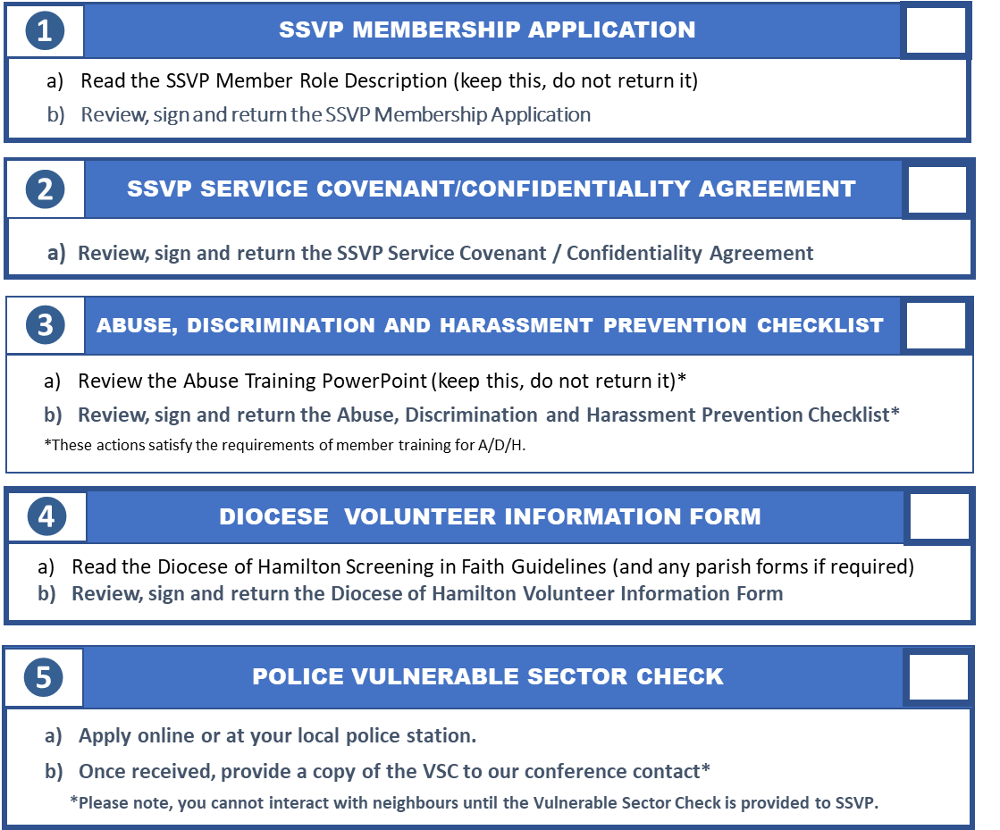 1 SSVP MEMBERSHIP APPLICATION
a) Read the SSVP Member Role Description (keep this, do not return it)
b) Review, sign and return the SSVP Membership Application
2 SSVP SERVICE COVENANT/CONFIDENTIALITY AGREEMENT
a) Review, sign and return the SSVP Service Covenant / Confidentiality Agreement
3 ABUSE, DISCRIMINATION AND HARASSMENT PREVENTION CHECKLIST
a) Review the Abuse Training PowerPoint (keep this, do not return it)*
b) Review, sign and return the Abuse, Discrimination and Harassment Prevention Checklist*
*These actions satisfy the requirements of member training for A/D/H.
4 DIOCESE VOLUNTEER INFORMATION FORM
a) Read the Diocese of Hamilton Screening in Faith Guidelines (and any parish forms if required)
b) Review, sign and return the Diocese of Hamilton Volunteer Information Form
5 POLICE VULNERABLE SECTOR CHECK
a) Apply online or at your local police station.
b) Once received, provide a copy of the VSC to our conference contact*
*Please note, you cannot interact with neighbours until the Vulnerable Sector Check is provided to SSVP.